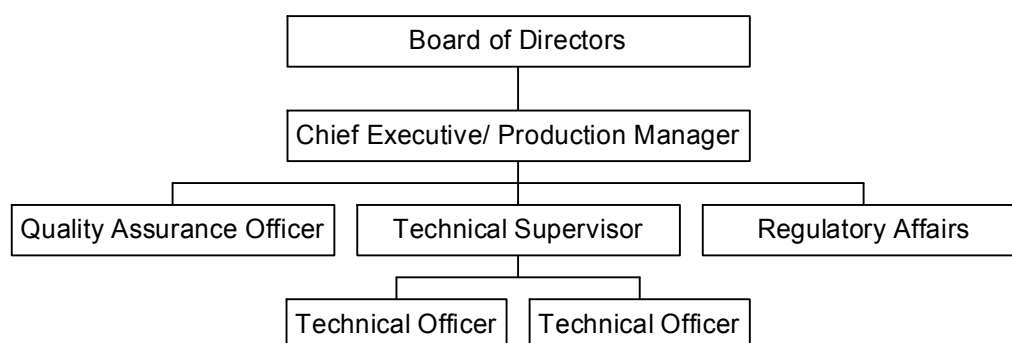 Board of Directors
Chief Executive/ Production Manager
Quality Assurance Officer
Technical Supervisor
Regulatory Affairs
Technical Officer
Technical Officer